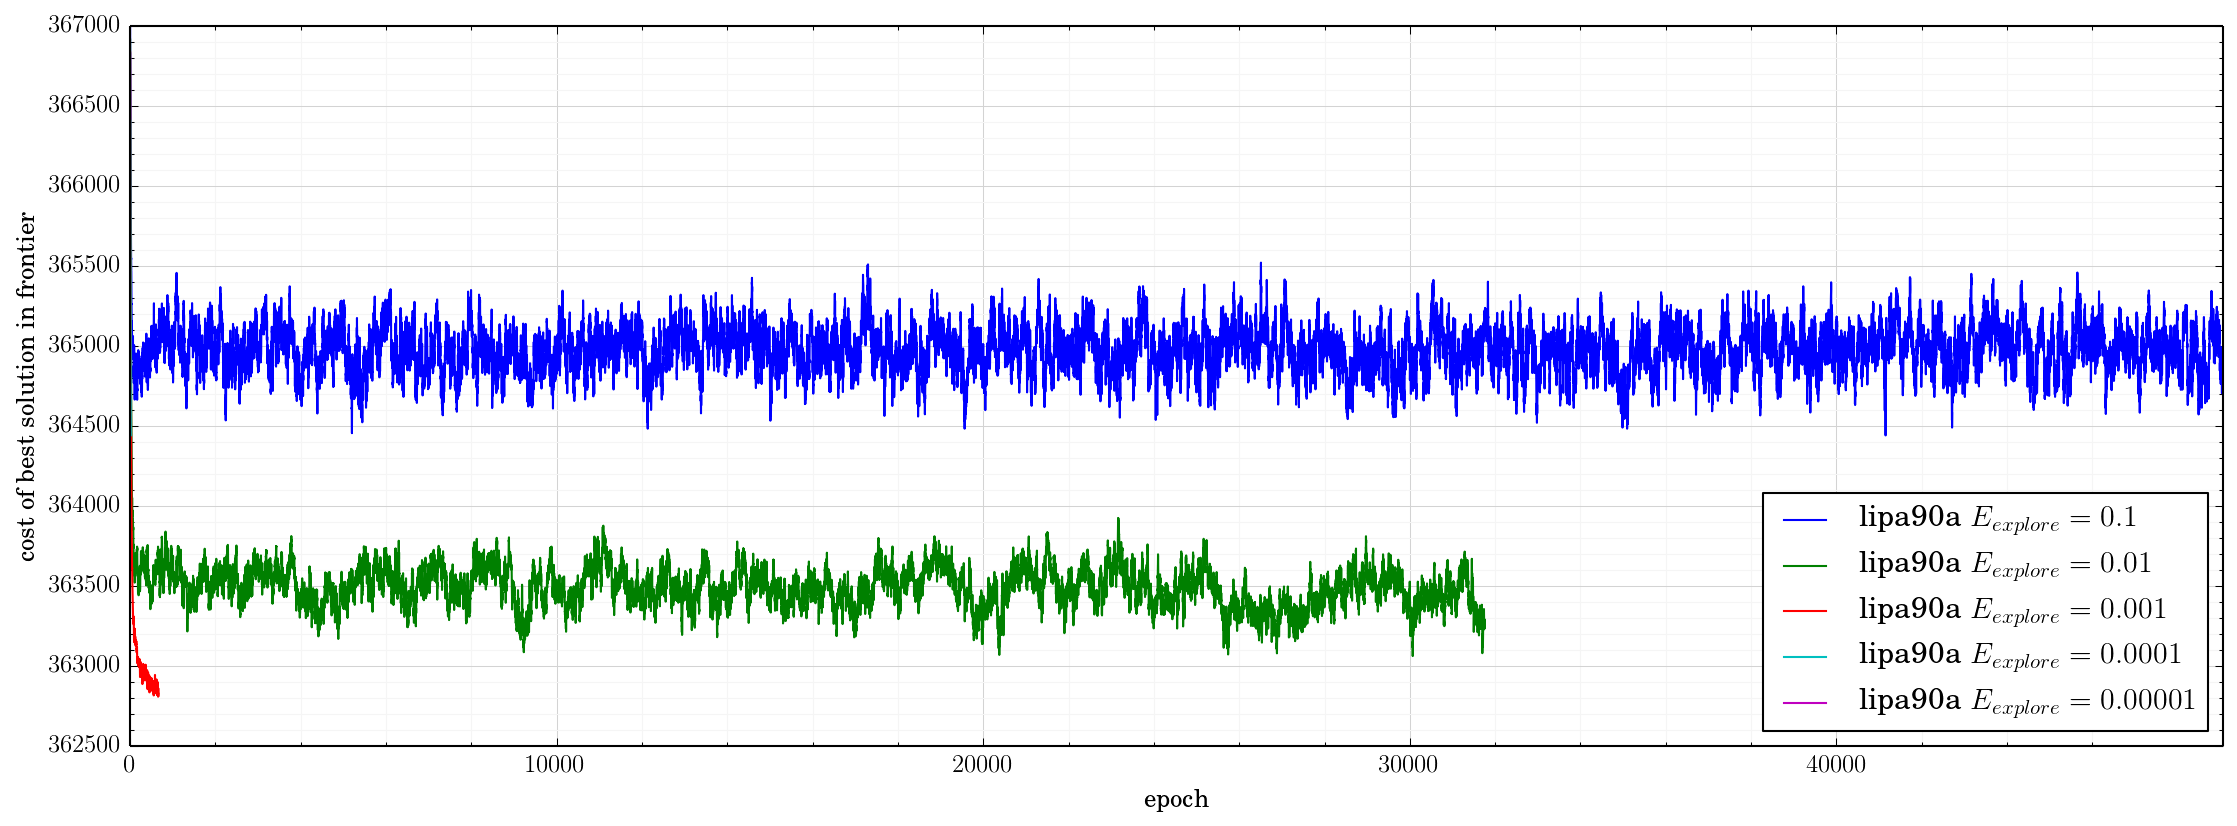 367000
366500
366000
365500
365000
364500
364000
363500
363000
362500
cost of best solution in frontier
0 10000 20000 30000 40000
epoch
lipa90a E_explore = 0.1
lipa90a E_explore = 0.01
lipa90a E_explore = 0.001
lipa90a E_explore = 0.0001
lipa90a E_explore = 0.00001